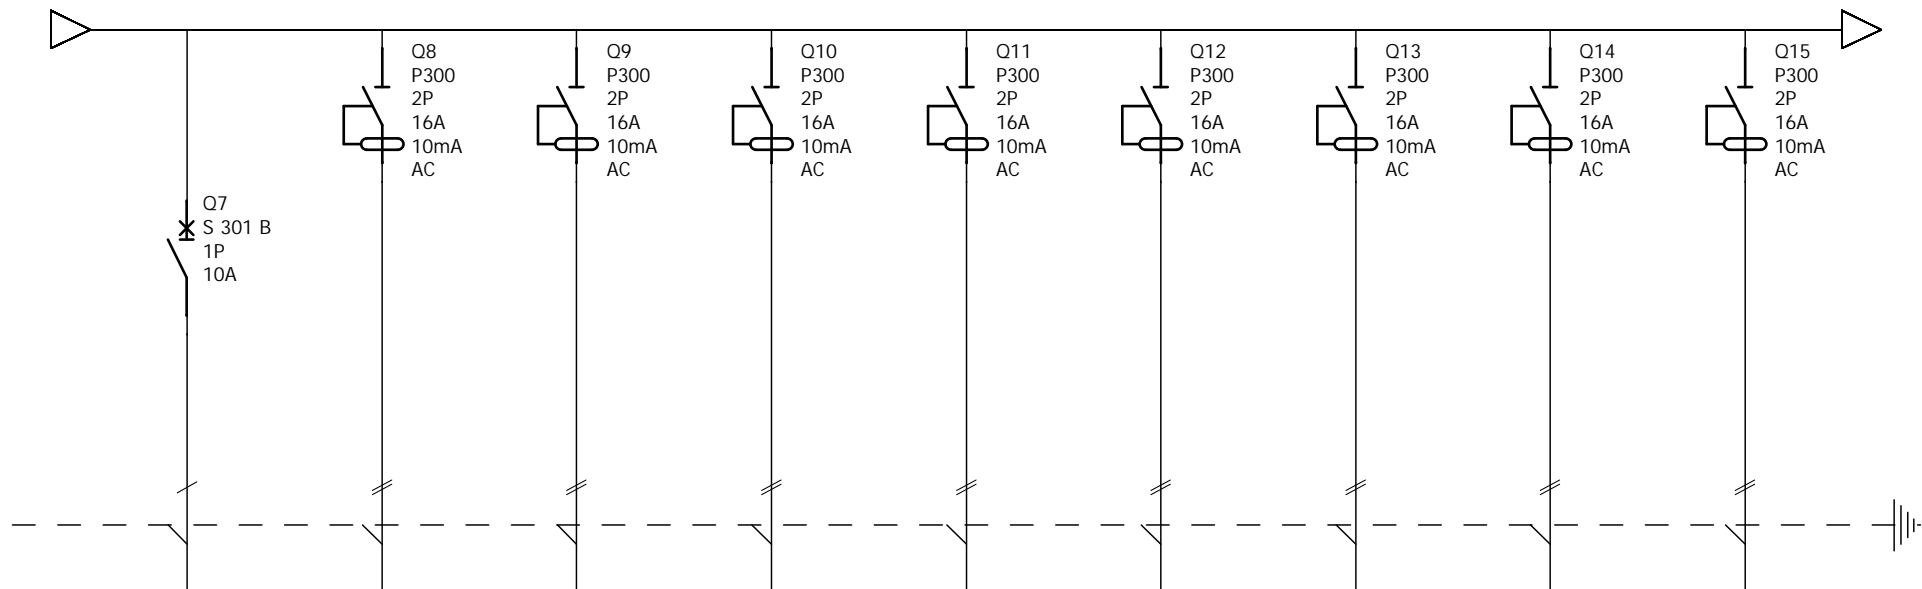 Q8
P300
2P
16A
10mA
AC
Q9
P300
2P
16A
10mA
AC
Q10
P300
2P
16A
10mA
AC
Q11
P300
2P
16A
10mA
AC
Q12
P300
2P
16A
10mA
AC
Q13
P300
2P
16A
10mA
AC
Q14
P300
2P
16A
10mA
AC
Q15
P300
2P
16A
10mA
AC
Q7
S 301 B
1P
10A